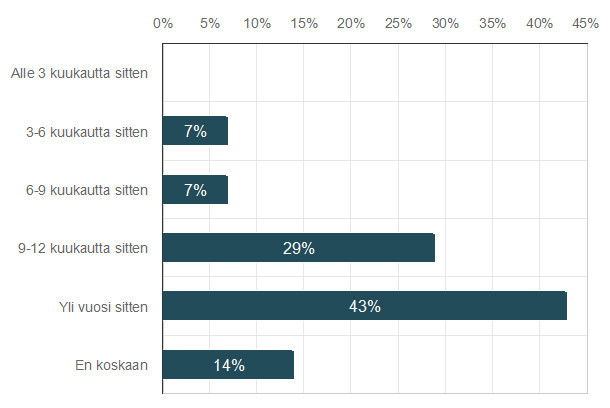 0% 5% 10% 15% 20% 25% 30% 35% 40% 45%
Alle 3 kuukautta sitten
3-6 kuukautta sitten 7%
6-9 kuukautta sitten 7%
9-12 kuukautta sitten 29%
Yli vuosi sitten 43%
En koskaan 14%